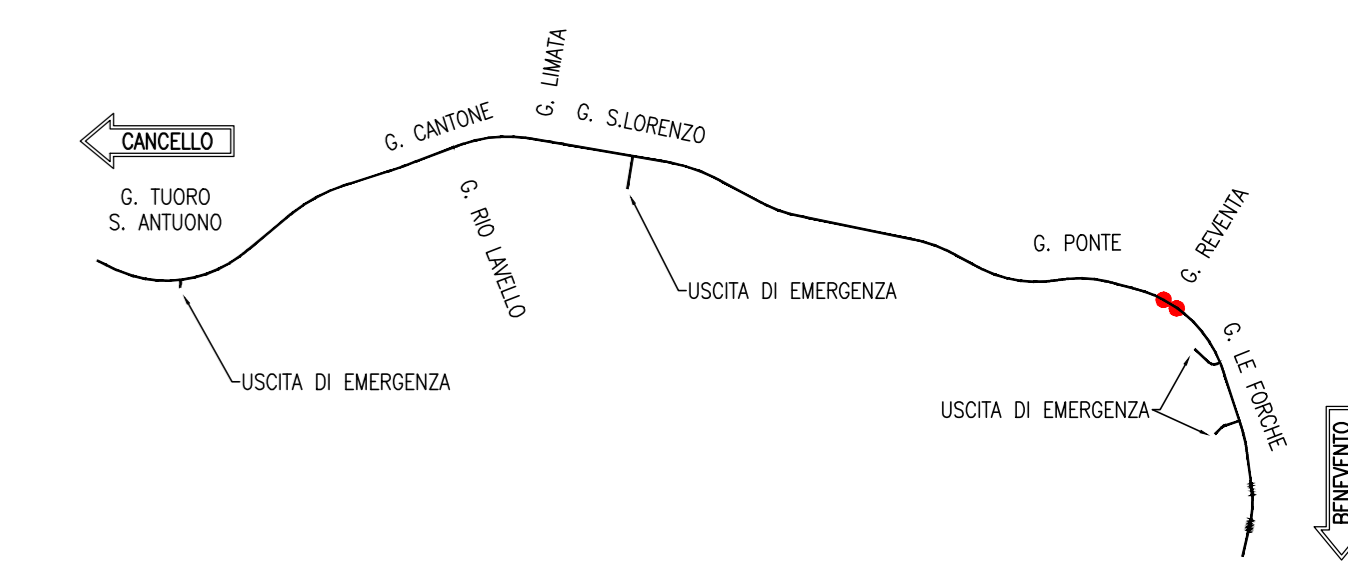 G. LIMATA
G. CANTONE
G. S.LORENZO
CANCELLO
G. TUORO
S. ANTUONO
G. RIO LAVELLO
G. REVENTA
G. PONTE
USCITA DI EMERGENZA
USCITA DI EMERGENZA
G. LE FORCHE
USCITA DI EMERGENZA
BENEVENTO